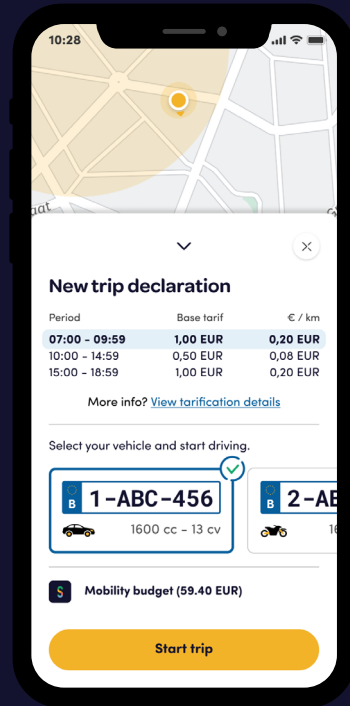 10:28
aat
New trip declaration
Period Base tarif € / km
07:00 - 09:59 1,00 EUR 0,20 EUR
10:00 - 14:59 0,50 EUR 0,08 EUR
15:00 - 18:59 1,00 EUR 0,20 EUR
More info? View tarification details
Select your vehicle and start driving.
B 1-ABC-456 B 2-AB
1600 cc - 13 cv 16
S Mobility budget (59.40 EUR)
Start trip